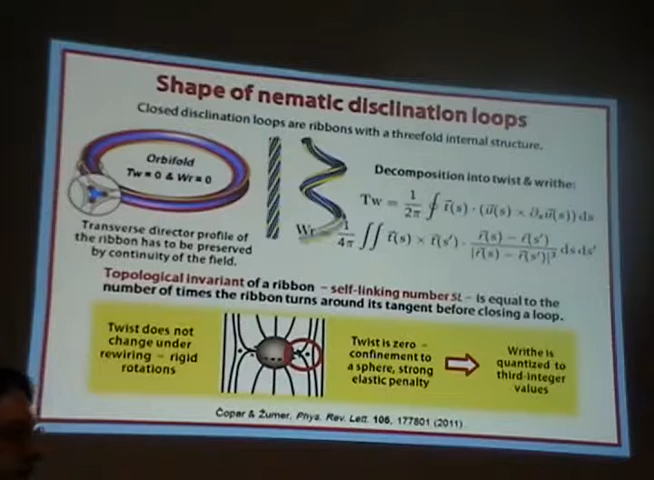 Shape of nematic disclination loops
Closed disclination loops are ribbons with a threefold internal structure.
Orbifold
Tw = 0 & Wr = 0
Transverse director profile of
the ribbon has to be preserved
by continuity of the field.
Decomposition into twist & writhe:
Tw = 1/2π ∮ t⃗(s) · (u⃗(s) × ∂ₛu⃗(s)) ds
Wr 1/4π ∬ t⃗(s) × t⃗(s′) · r⃗(s) − r⃗(s′)/|r⃗(s) − r⃗(s′)|³ ds ds′
Topological invariant of a ribbon – self-linking number SL – is equal to the
number of times the ribbon turns around its tangent before closing a loop.
Twist does not
change under
rewiring – rigid
rotations
Twist is zero –
confinement to
a sphere, strong
elastic penalty
Writhe is
quantized to
third-integer
values
Čopar & Žumer, Phys. Rev. Lett. 106, 177801 (2011)